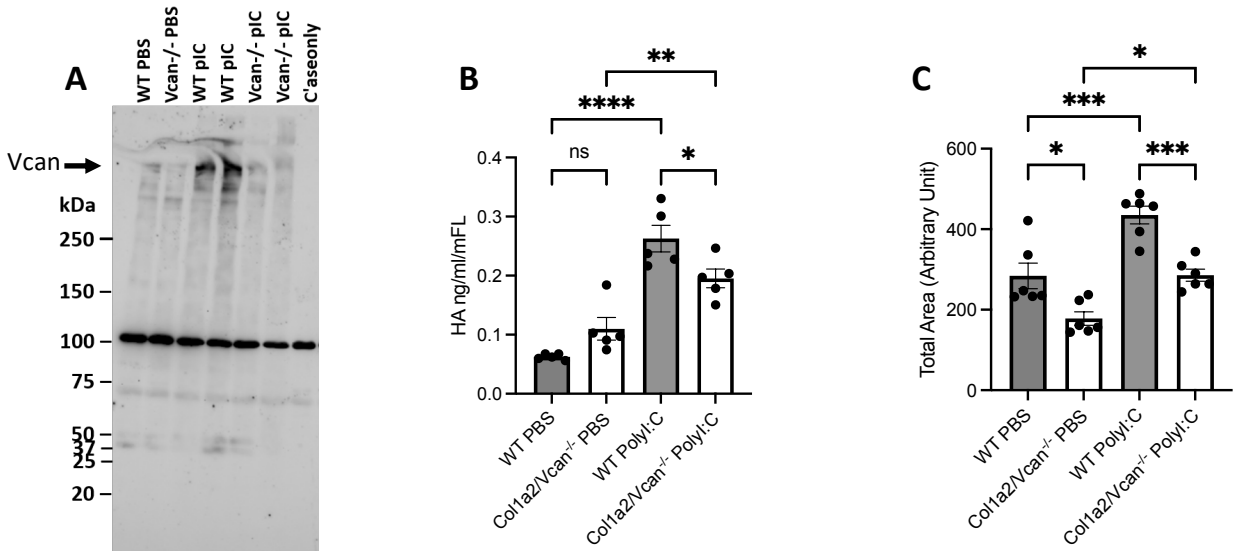 A
WT PBS
Vcan-/- PBS
WT pIC
WT pIC
Vcan-/- pIC
Vcan-/- pIC
C'aseonly
Vcan
kDa
250
150
100
75
50
37
25
20
B
**
****
ns
*
HA ng/ml/mFL
0.4
0.3
0.2
0.1
0.0
WT PBS
Col1a2/Vcan-/- PBS
WT PolyI:C
Col1a2/Vcan-/- PolyI:C
C
*
***
*
***
Total Area (Arbitrary Unit)
600
400
200
0
WT PBS
Col1a2/Vcan-/- PBS
WT PolyI:C
Col1a2/Vcan-/- PolyI:C